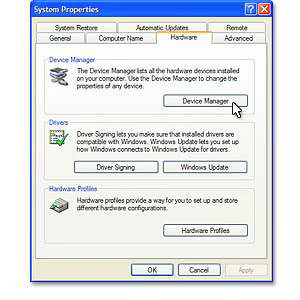 System Properties
System Restore Automatic Updates Remote
General Computer Name Hardware Advanced
Device Manager
The Device Manager lists all the hardware devices installed
on your computer. Use the Device Manager to change the
properties of any device.
Device Manager
Drivers
Driver Signing lets you make sure that installed drivers are
compatible with Windows. Windows Update lets you set up
how Windows connects to Windows Update for drivers.
Driver Signing Windows Update
Hardware Profiles
Hardware profiles provide a way for you to set up and store
different hardware configurations.
Hardware Profiles
OK Cancel Apply